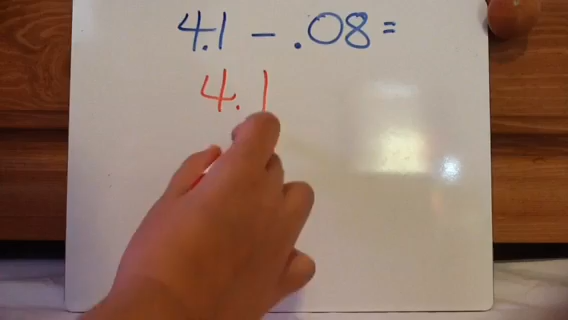 4.1 - .08 =
4.1